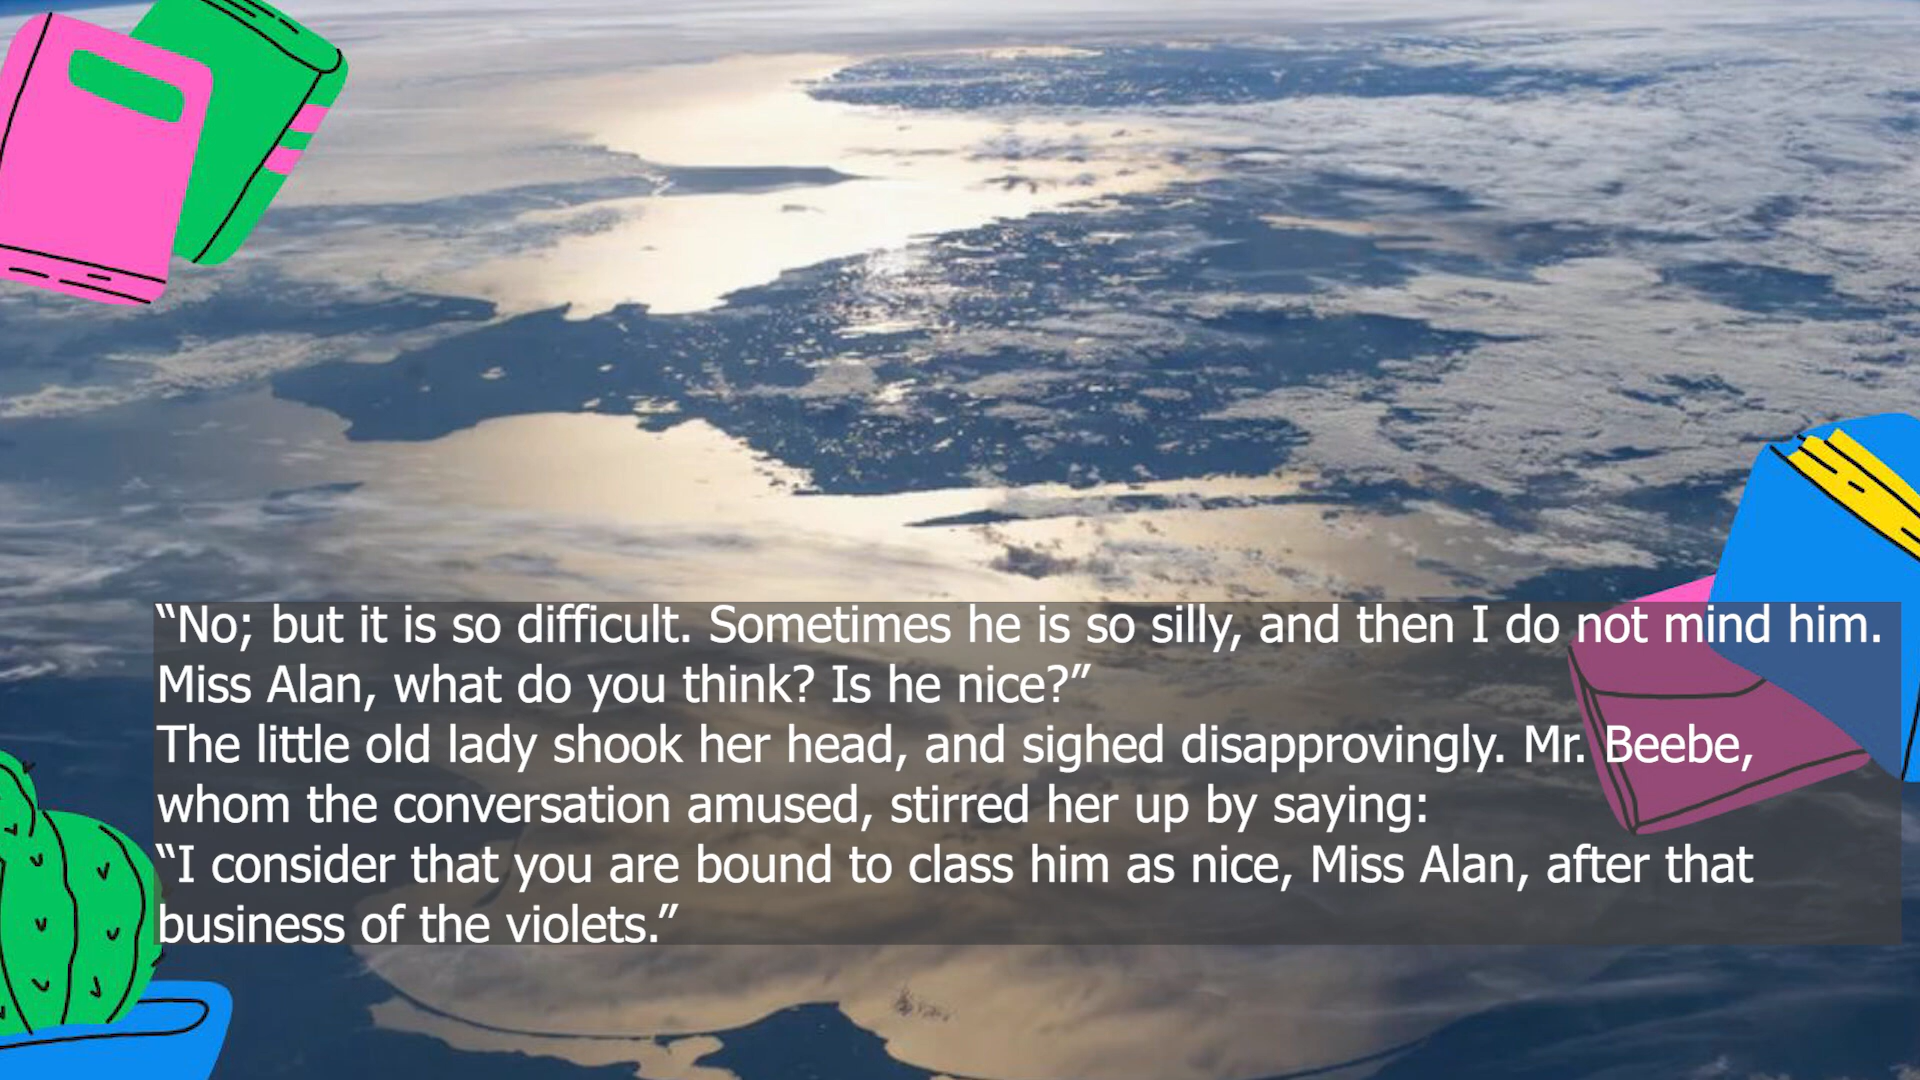 “No; but it is so difficult. Sometimes he is so silly, and then I do not mind him.
Miss Alan, what do you think? Is he nice?”
The little old lady shook her head, and sighed disapprovingly. Mr. Beebe,
whom the conversation amused, stirred her up by saying:
“I consider that you are bound to class him as nice, Miss Alan, after that
business of the violets.”